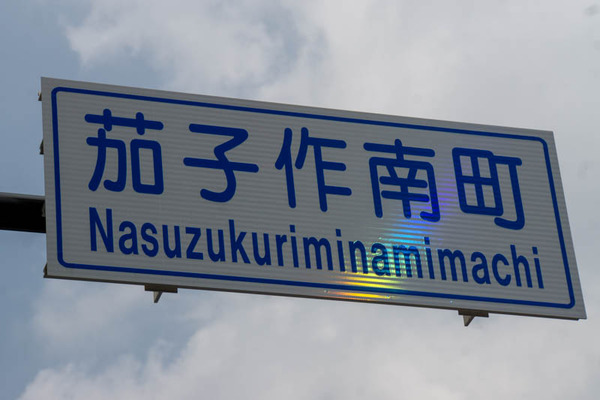 茄子作南町
Nasuzukuriminamimachi